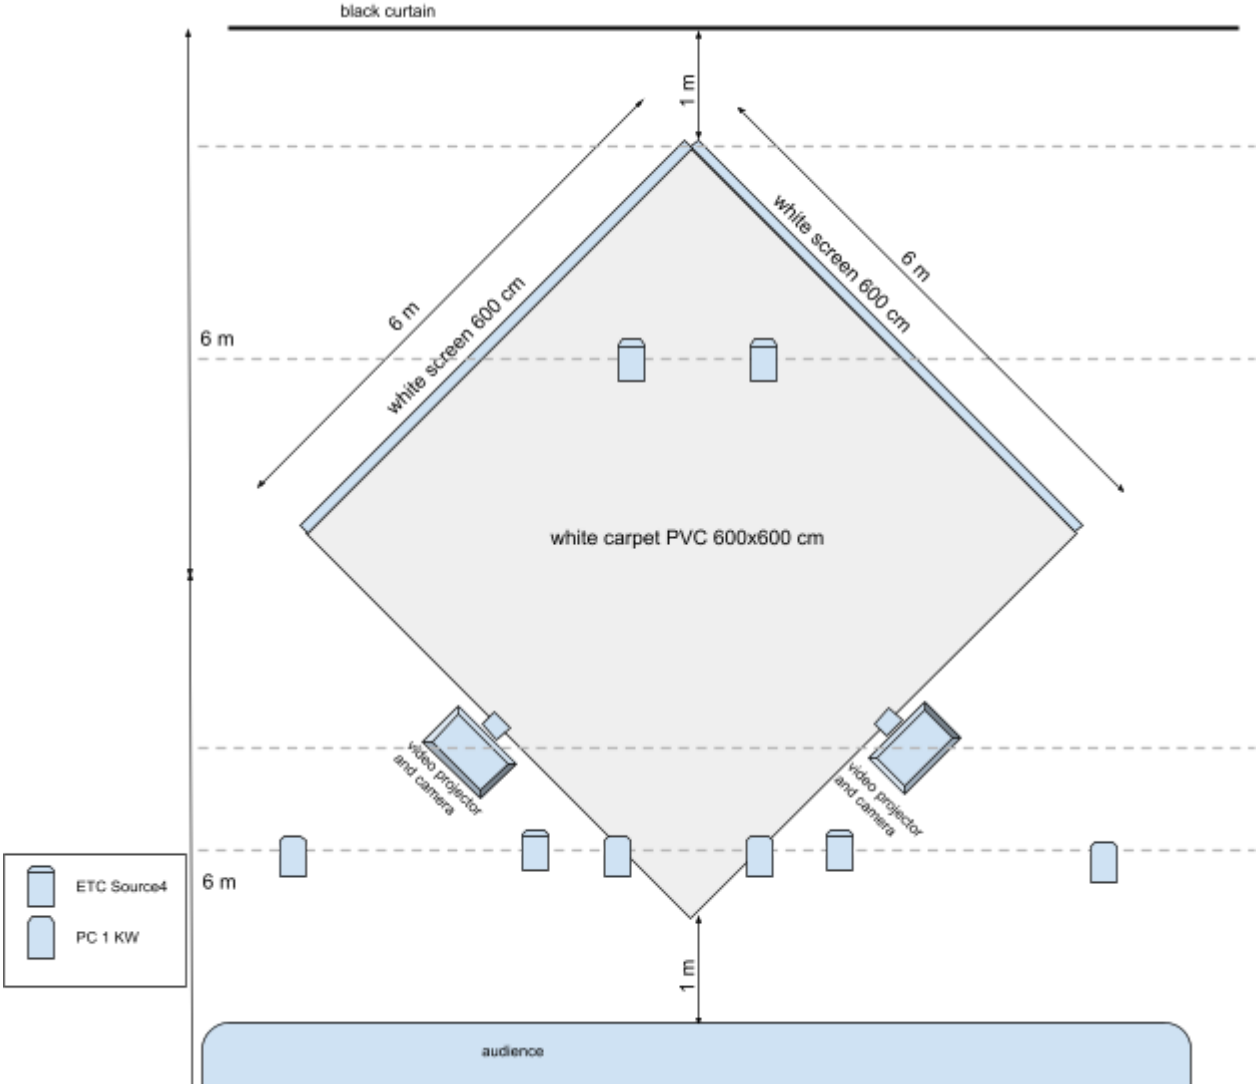 black curtain
1 m
6 m
white screen 600 cm
white screen 600 cm
6 m
6 m
white carpet PVC 600x600 cm
video projector
and camera
video projector
and camera
ETC Source4
PC 1 KW
6 m
1 m
audience